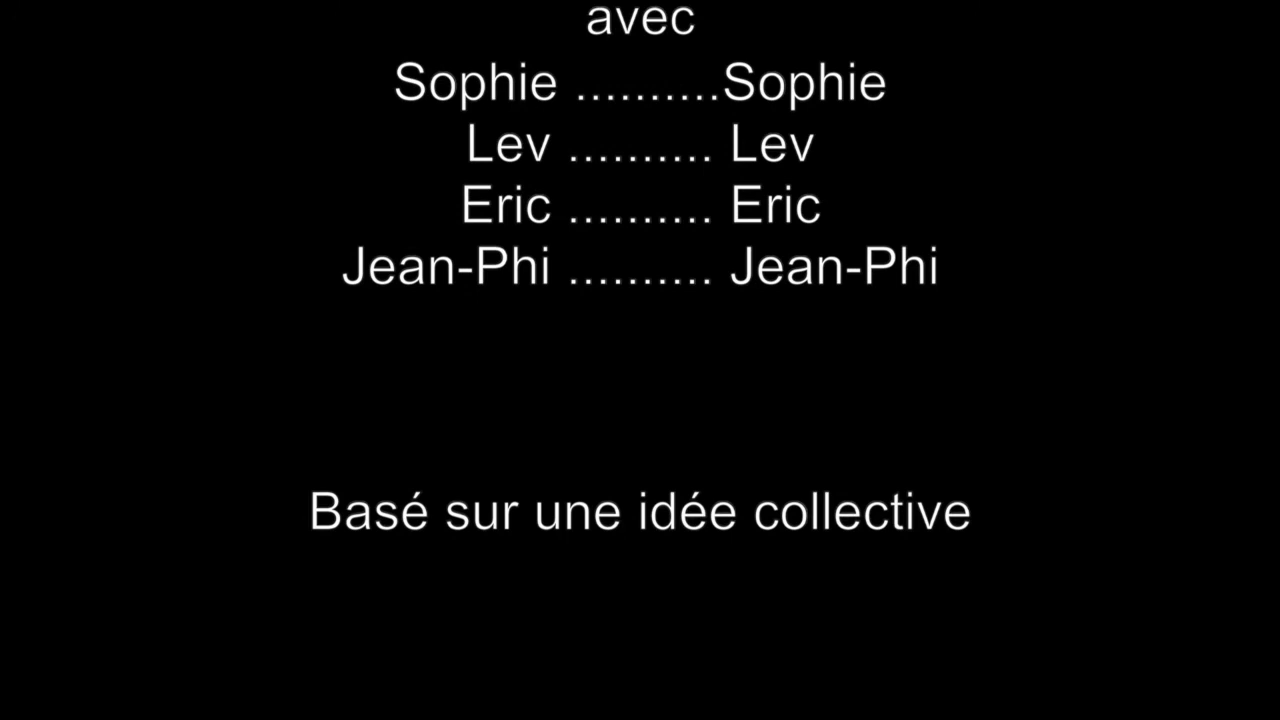 avec
Sophie ..........Sophie
Lev .......... Lev
Eric .......... Eric
Jean-Phi .......... Jean-Phi
Basé sur une idée collective